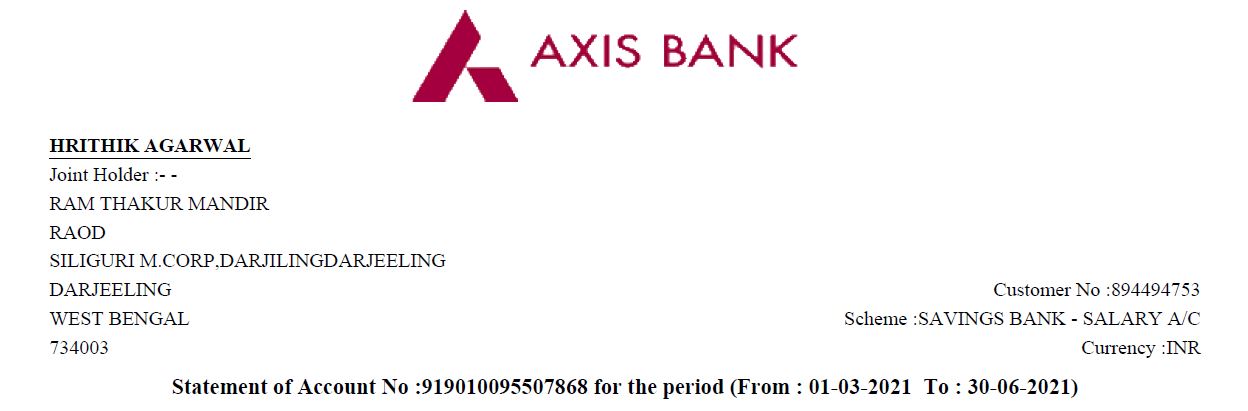 AXIS BANK
HRITHIK AGARWAL
Joint Holder :- -
RAM THAKUR MANDIR
RAOD
SILIGURI M.CORP,DARJILINGDARJEELING
DARJEELING Customer No :894494753
WEST BENGAL Scheme :SAVINGS BANK - SALARY A/C
734003 Currency :INR
Statement of Account No :919010095507868 for the period (From : 01-03-2021 To : 30-06-2021)